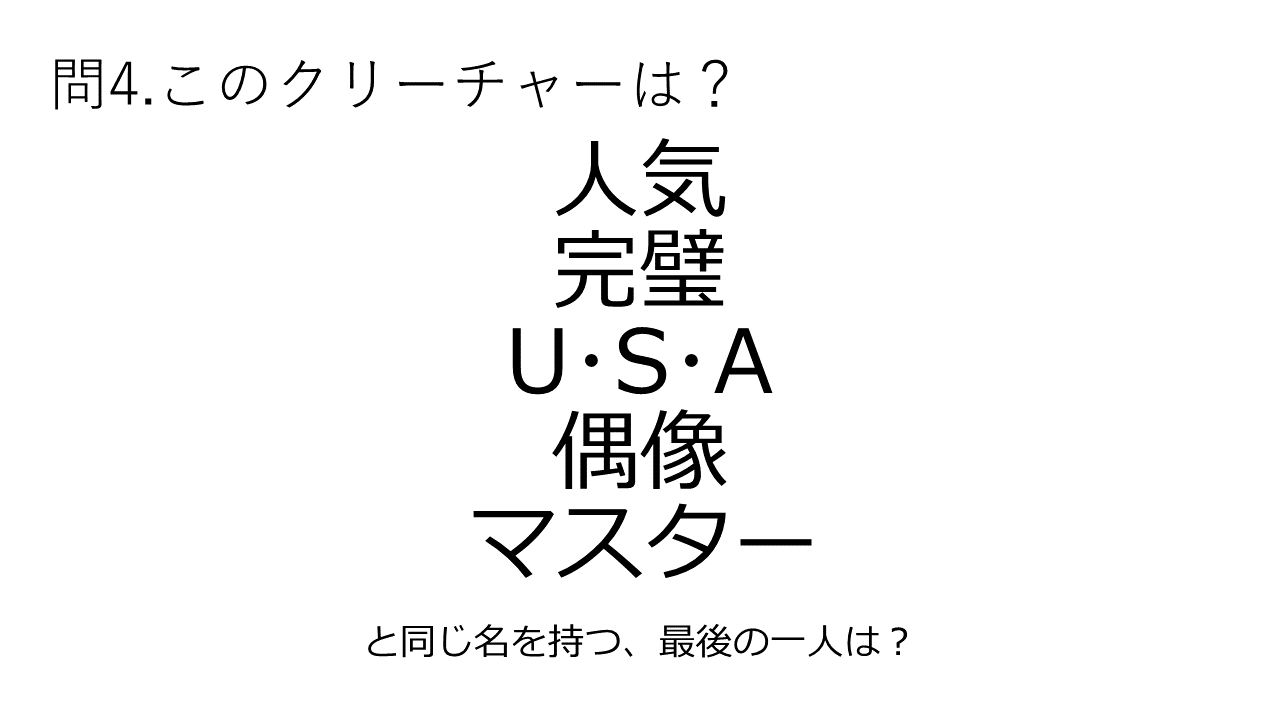 問4.このクリーチャーは？
人気
完璧
U･S･A
偶像
マスター
と同じ名を持つ、最後の一人は？